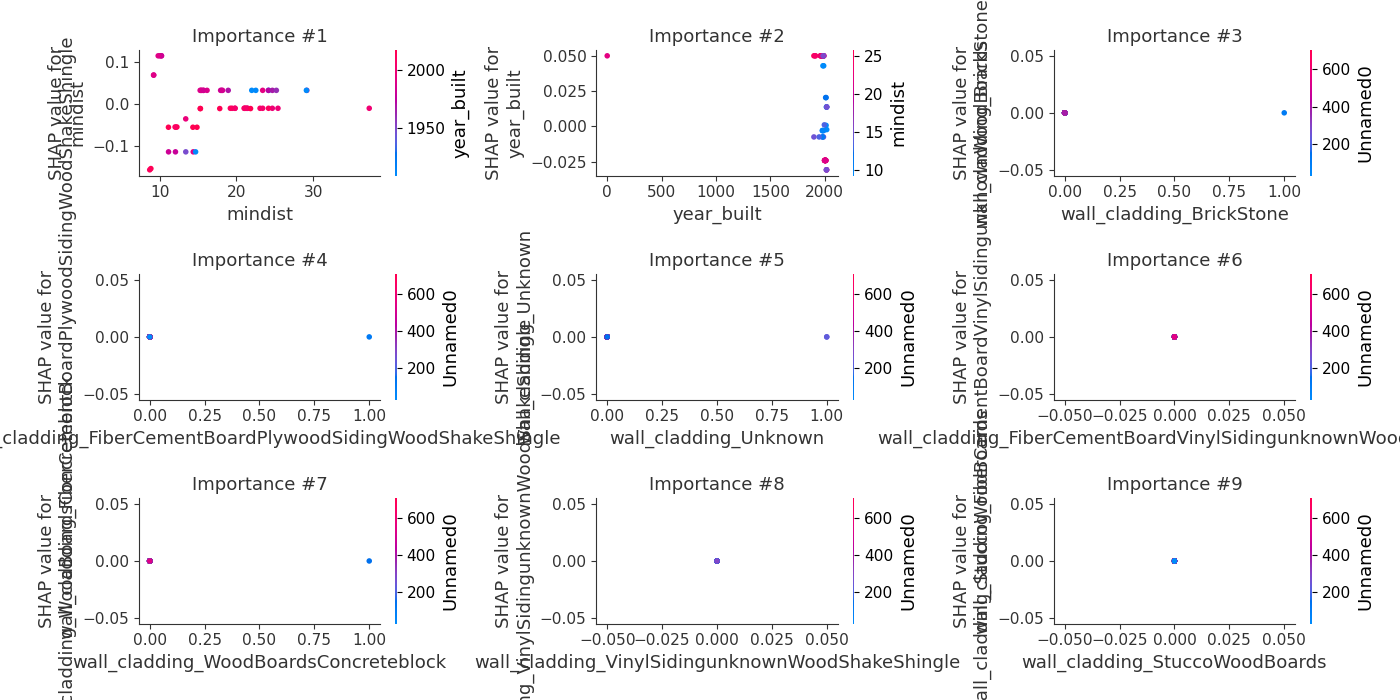 Importance #1
SHAP value for
mindist
0.1
0.0
−0.1
10
20
30
mindist
2000
1950
year_built
Importance #2
SHAP value for
year_built
0.050
0.025
0.000
−0.025
0
500
1000
1500
2000
year_built
25
20
15
10
mindist
Importance #3
SHAP value for
0.05
0.00
−0.05
0.00
0.25
0.50
0.75
1.00
wall_cladding_BrickStone
600
400
200
Unnamed0
Importance #4
SHAP value for
0.05
0.00
−0.05
0.00
0.25
0.50
0.75
1.00
_cladding_FiberCementBoardPlywoodSidingWoodShakeShingle
600
400
200
Unnamed0
Importance #5
SHAP value for
0.05
0.00
−0.05
0.00
0.25
0.50
0.75
1.00
wall_cladding_Unknown
600
400
200
Unnamed0
Importance #6
SHAP value for
0.05
0.00
−0.05
−0.050
−0.025
0.000
0.025
0.050
wall_cladding_FiberCementBoardVinylSidingunknownWoo
600
400
200
Unnamed0
Importance #7
SHAP value for
0.05
0.00
−0.05
0.00
0.25
0.50
0.75
1.00
wall_cladding_WoodBoardsConcreteblock
600
400
200
Unnamed0
Importance #8
SHAP value for
0.05
0.00
−0.05
−0.050
−0.025
0.000
0.025
0.050
wall_cladding_VinylSidingunknownWoodShakeShingle
600
400
200
Unnamed0
Importance #9
SHAP value for
0.05
0.00
−0.05
−0.050
−0.025
0.000
0.025
0.050
wall_cladding_StuccoWoodBoards
600
400
200
Unnamed0